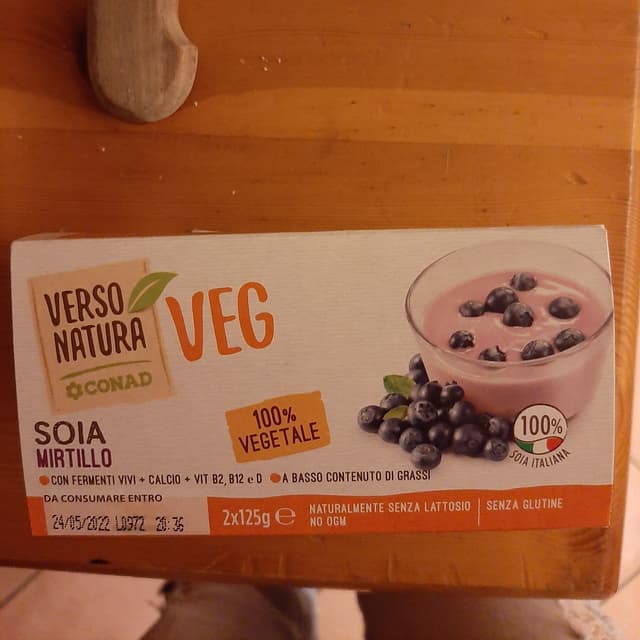 VERSO
NATURA
CONAD
VEG
SOIA
MIRTILLO
100%
VEGETALE
100%
SOIA ITALIANA
CON FERMENTI VIVI + CALCIO + VIT B2, B12 e D
A BASSO CONTENUTO DI GRASSI
DA CONSUMARE ENTRO
24/05/2022 L0972 20:36
2x125g e
NATURALMENTE SENZA LATTOSIO
NO OGM
SENZA GLUTINE